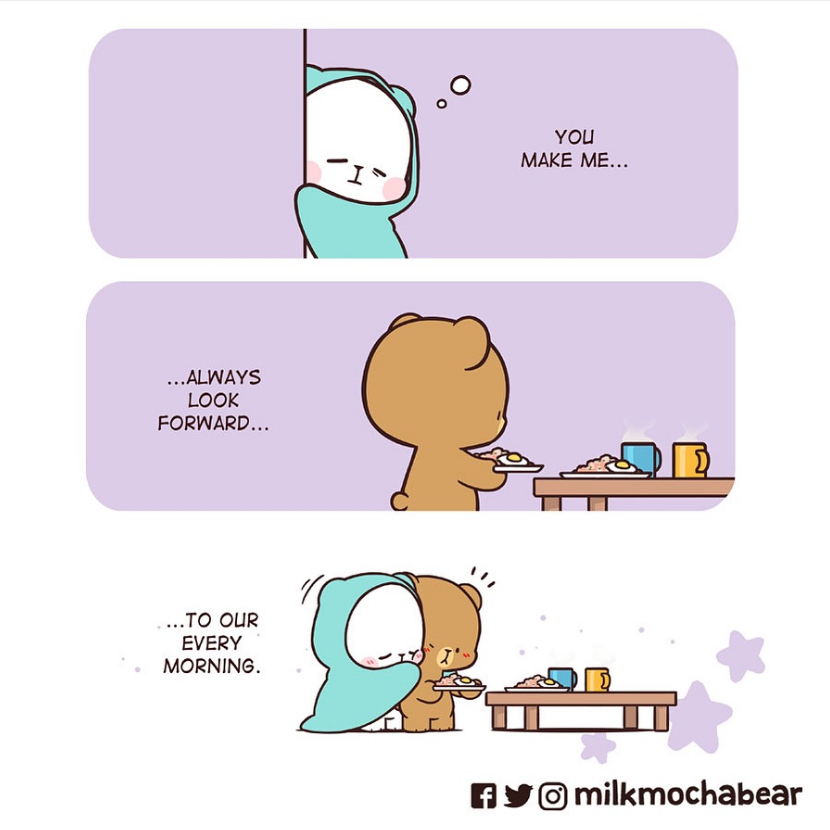 YOU
MAKE ME...
...ALWAYS
LOOK
FORWARD...
...TO OUR
EVERY
MORNING.
milkmochabear